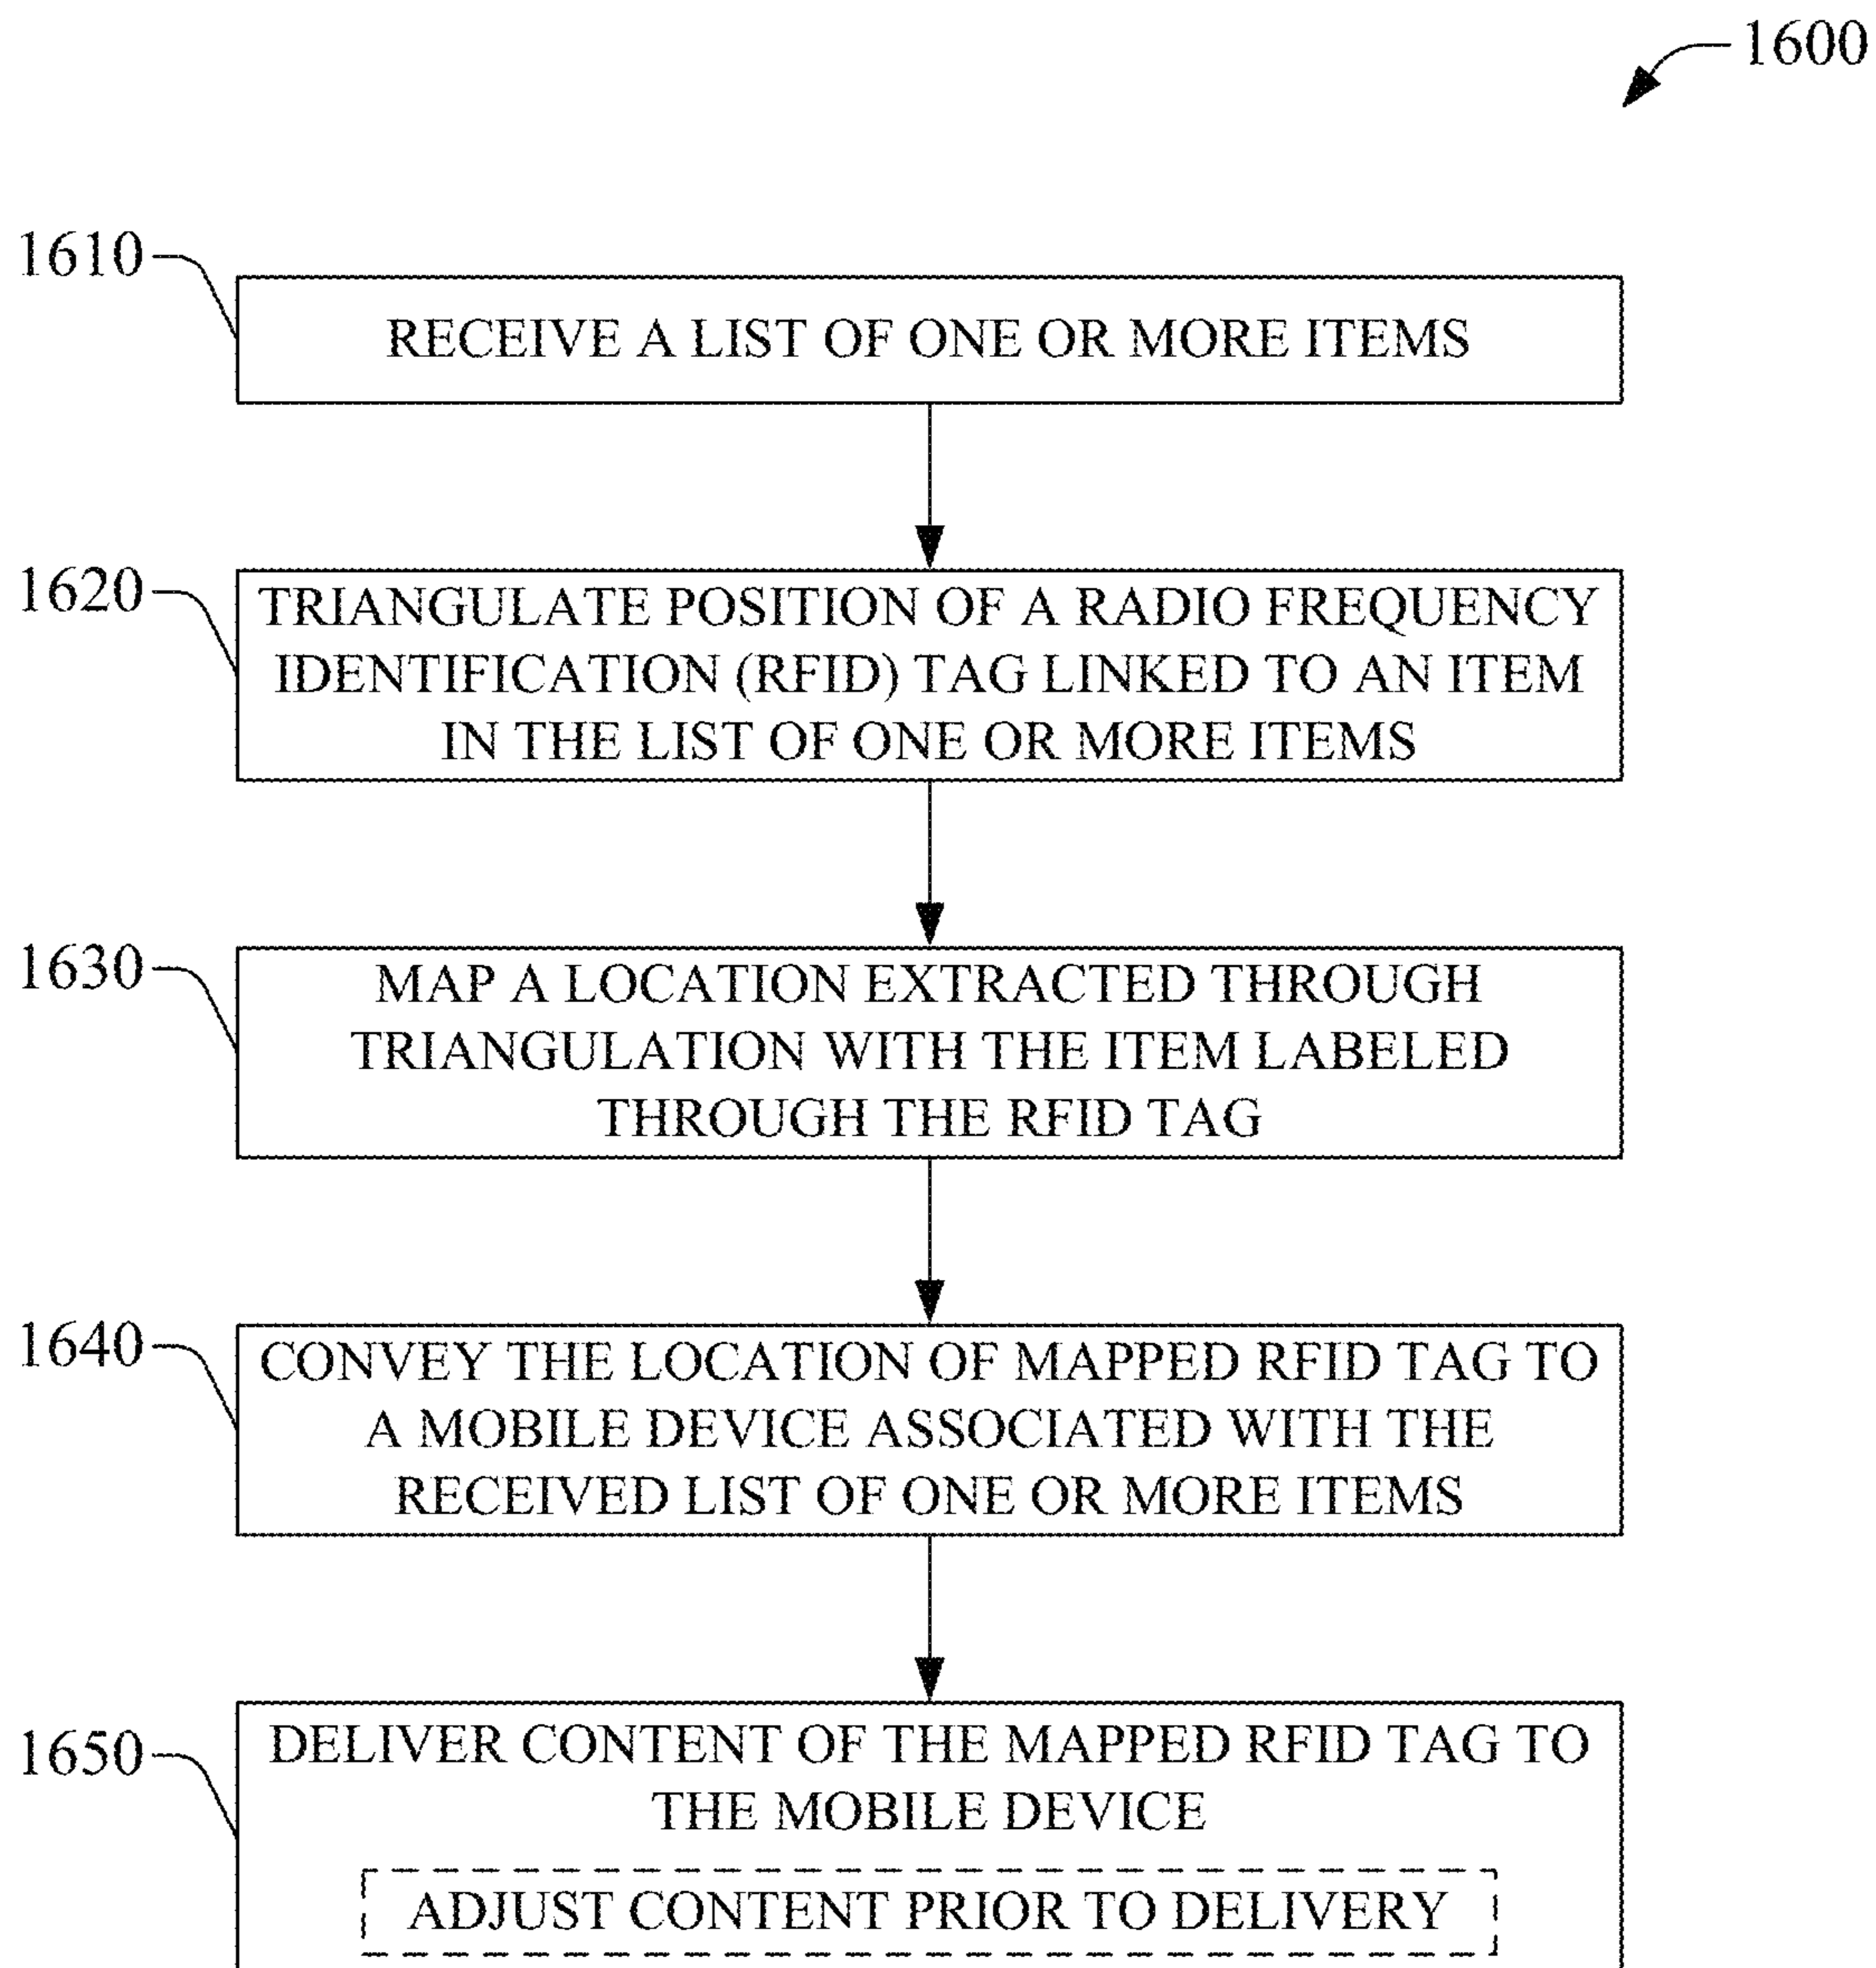 1600
1610
RECEIVE A LIST OF ONE OR MORE ITEMS
1620
TRIANGULATE POSITION OF A RADIO FREQUENCY
IDENTIFICATION (RFID) TAG LINKED TO AN ITEM
IN THE LIST OF ONE OR MORE ITEMS
1630
MAP A LOCATION EXTRACTED THROUGH
TRIANGULATION WITH THE ITEM LABELED
THROUGH THE RFID TAG
1640
CONVEY THE LOCATION OF MAPPED RFID TAG TO
A MOBILE DEVICE ASSOCIATED WITH THE
RECEIVED LIST OF ONE OR MORE ITEMS
1650
DELIVER CONTENT OF THE MAPPED RFID TAG TO
THE MOBILE DEVICE
ADJUST CONTENT PRIOR TO DELIVERY